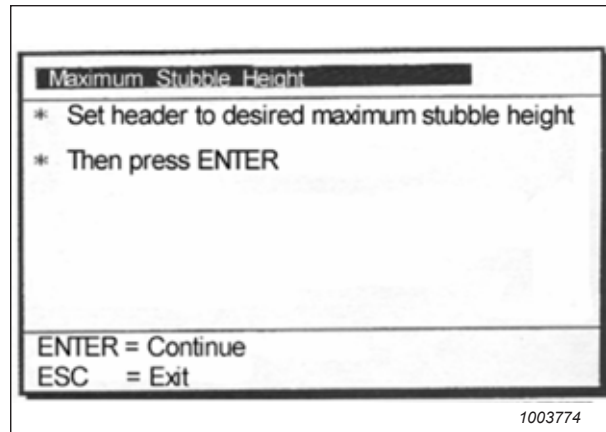 Maximum Stubble Height
* Set header to desired maximum stubble height
* Then press ENTER
ENTER = Continue
ESC = Exit
1003774